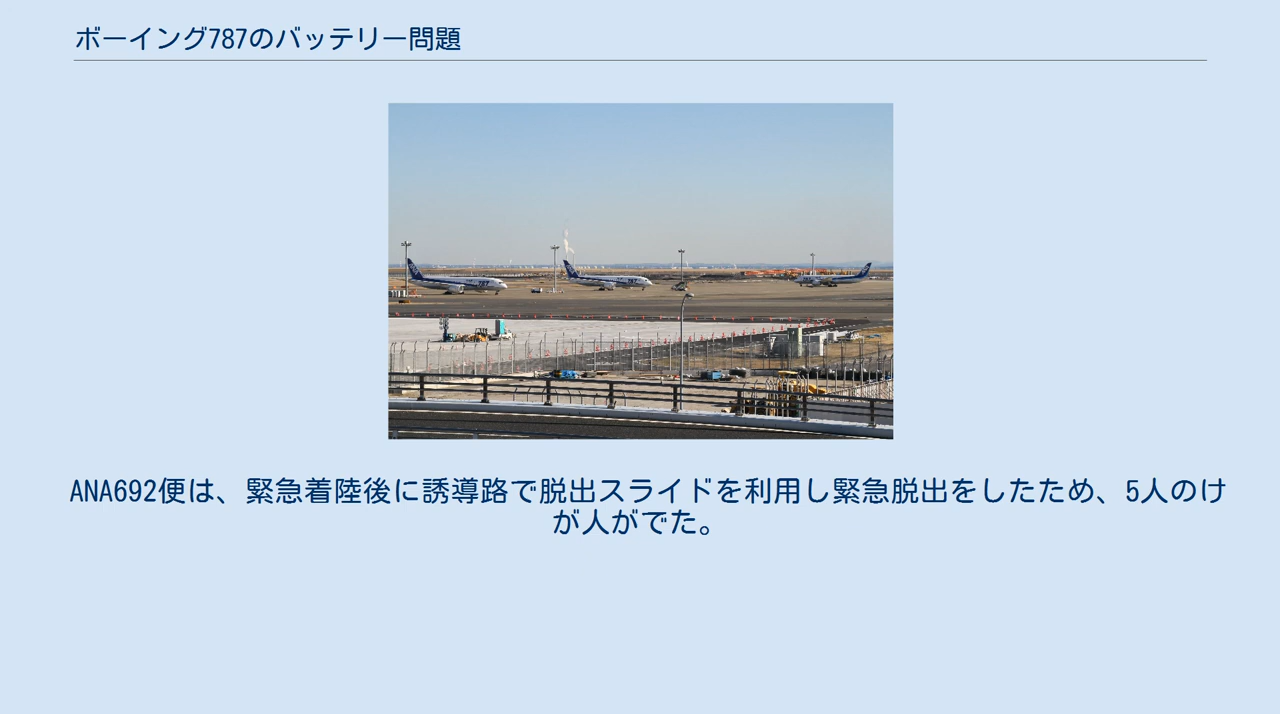 ボーイング787のバッテリー問題
ANA692便は、緊急着陸後に誘導路で脱出スライドを利用し緊急脱出をしたため、5人のけ
が人がでた。